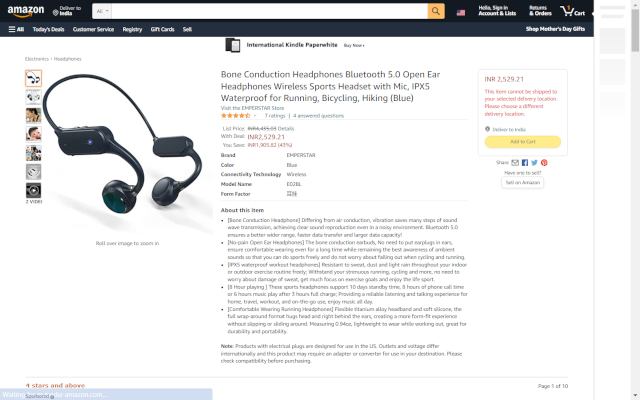 amazon
Deliver to
India
All
Hello, Sign in
Account & Lists
Returns
& Orders
1
Cart
All
Today's Deals
Customer Service
Registry
Gift Cards
Sell
Shop Mother's Day Gifts
International Kindle Paperwhite
Buy Now ›
Electronics › Headphones
Bone Conduction Headphones Bluetooth 5.0 Open Ear
Headphones Wireless Sports Headset with Mic, IPX5
Waterproof for Running, Bicycling, Hiking (Blue)
Visit the EMPERSTAR Store
7 ratings | 4 answered questions
List Price: INR4,455.03 Details
With Deal: INR2,529.21
You Save: INR1,905.82 (43%)
Brand EMPERSTAR
Color Blue
Connectivity Technology Wireless
Model Name E02BL
Form Factor 耳挂
About this item
[Bone Conduction Headphone] Differing from air conduction, vibration saves many steps of sound
wave transmission, achieving clear sound reproduction even in a noisy environment. Bluetooth 5.0
ensures a better wider range, faster data transfer and larger data capacity!
[No-pain Open Ear Headphones] The bone conduction earbuds, No need to put earplugs in ears,
ensure comfortable wearing even for a long time while remaining the best awareness of ambient
sounds so that you can do sports freely and do not worry about falling out when cycling and running.
[IPX5 waterproof workout headphones] Resistant to sweat, dust and light rain throughout your indoor
or outdoor exercise routine freely; Withstand your strenuous running, cycling and more, no need to
worry about damage of sweat, get much focus on exercise goals and enjoy the sport life.
[8 Hour playing ] These sports headphones support 10 days standby time, 8 hours of phone call time
or 6 hours music play after 3 hours full charge; Providing a reliable listening and talking experience for
home, travel, workout, and on-the-go use, enjoy music all day.
[Comfortable Wearing Running Headphones] Flexible titanium alloy headband and soft silicone, the
full wrap-around format hugs head and right behind the ears, creating a more form-fit experience
without slipping or sliding around. Measuring 0.94oz, lightweight to wear while working out, great for
durability and portability.
Note: Products with electrical plugs are designed for use in the US. Outlets and voltage differ
internationally and this product may require an adapter or converter for use in your destination. Please
check compatibility before purchasing.
2 VIDEO
Roll over image to zoom in
INR 2,529.21
This item cannot be shipped to
your selected delivery location.
Please choose a different
delivery location.
Deliver to India
Add to Cart
Share
Have one to sell?
Sell on Amazon
4 stars and above
Page 1 of 10
Sponsored